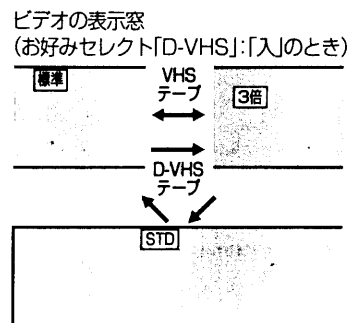 ビデオの表示窓
(お好みセレクト「D-VHS」:「入」のとき)
標準
VHS
テープ
3倍
D-VHS
テープ
STD